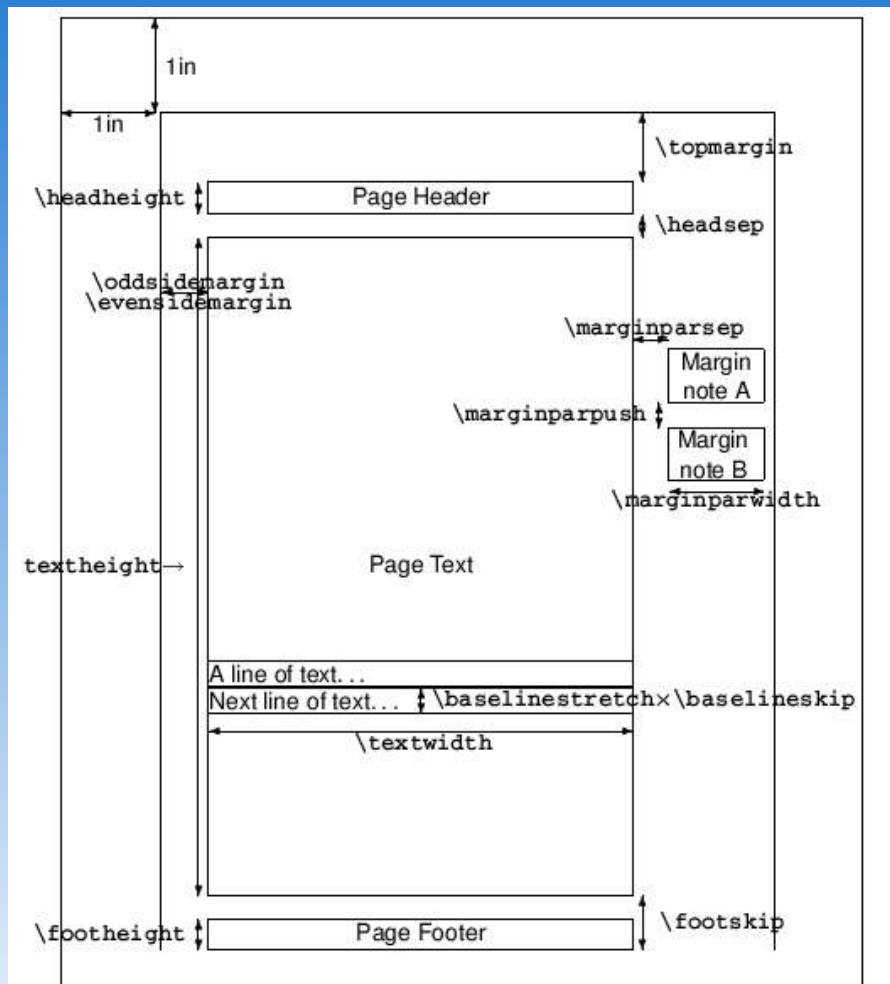 1in
1in
\topmargin
\headheight
Page Header
\headsep
\oddsidemargin
\evensidemargin
\marginparsep
Margin
note A
\marginparpush
Margin
note B
\marginparwidth
textheight→
Page Text
A line of text...
Next line of text...
\baselinestretch×\baselineskip
\textwidth
\footskip
\footheight
Page Footer